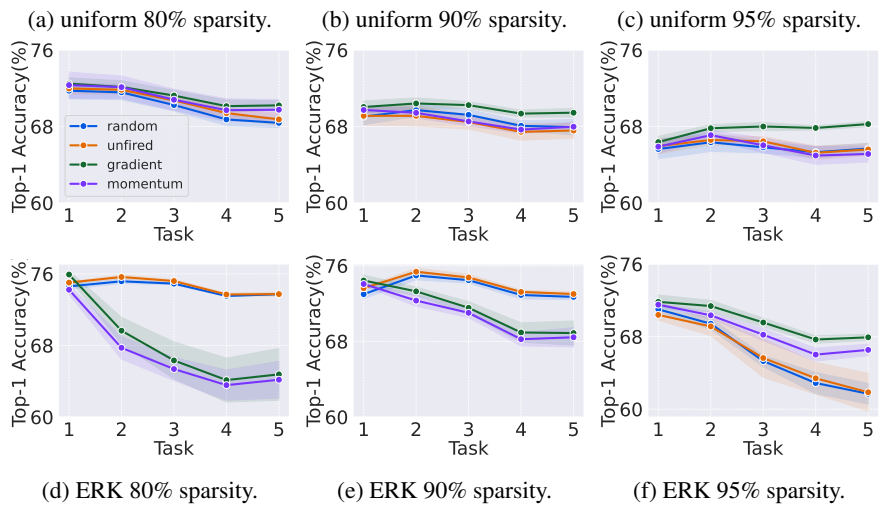 (a) uniform 80% sparsity.
(b) uniform 90% sparsity.
(c) uniform 95% sparsity.
Top-1 Accuracy(%)
76
68
60
random
unfired
gradient
momentum
1 2 3 4 5
Task
Top-1 Accuracy(%)
76
68
60
1 2 3 4 5
Task
Top-1 Accuracy(%)
76
68
60
1 2 3 4 5
Task
Top-1 Accuracy(%)
76
68
60
1 2 3 4 5
Task
Top-1 Accuracy(%)
76
68
60
1 2 3 4 5
Task
Top-1 Accuracy(%)
76
68
60
1 2 3 4 5
Task
(d) ERK 80% sparsity.
(e) ERK 90% sparsity.
(f) ERK 95% sparsity.